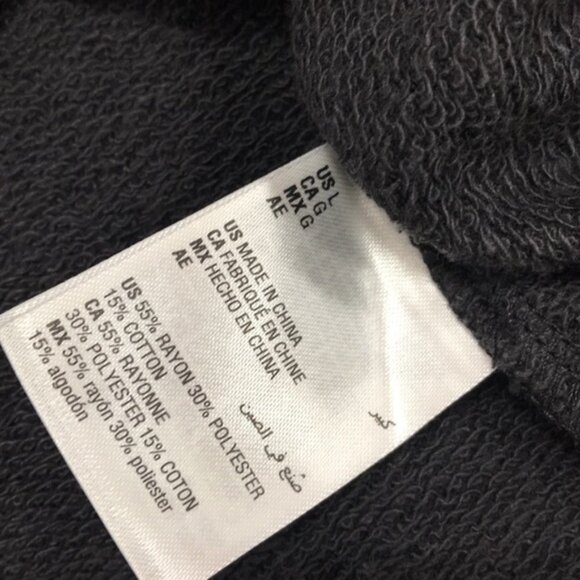 US L
CA G
MX G
AE
كبير
US MADE IN CHINA
CA FABRIQUÉ EN CHINE
MX HECHO EN CHINA
AE
صُنع في الصين
US 55% RAYON 30% POLYESTER
15% COTTON
CA 55% RAYONNE
30% POLYESTER 15% COTON
MX 55% rayón 30% poliester
15% algodón